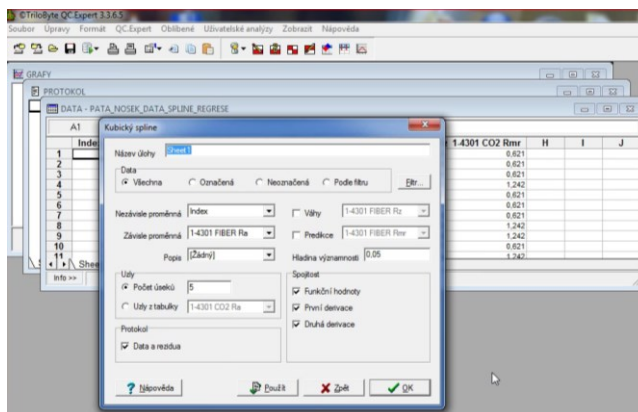 ©TriloByte QC.Expert 3.3.6.5
Soubor Úpravy Formát QC.Expert Oblíbené Uživatelské analýzy Zobrazit Nápověda
GRAFY
PROTOKOL
DATA - PATA_NOSEK_DATA_SPLINE_REGRESE
A1
Kubický spline
Inde
1-4301 CO2 Rmr H I J
Název úlohy Sheet1
1 0,621
2 0,621
3 0,621
4 1,242
5 0,621
6 0,621
7 0,621
8 1,242
9 1,242
10 0,621
11 1,242
Data
Všechna Označená Neoznačená Podle filtru Filtr...
Nezávisle proměnná Index Váhy 1-4301 FIBER Rz
Závisle proměnná 1-4301 FIBER Ra Predikce 1-4301 FIBER Rmr
Popis (Žádný) Hladina významnosti 0,05
Uzly Spojitost
Počet úseků 5 Funkční hodnoty
Uzly z tabulky 1-4301 CO2 Ra První derivace
Druhá derivace
Protokol
Data a rezidua
Shee
Info >>
? Nápověda Použít Zpět OK